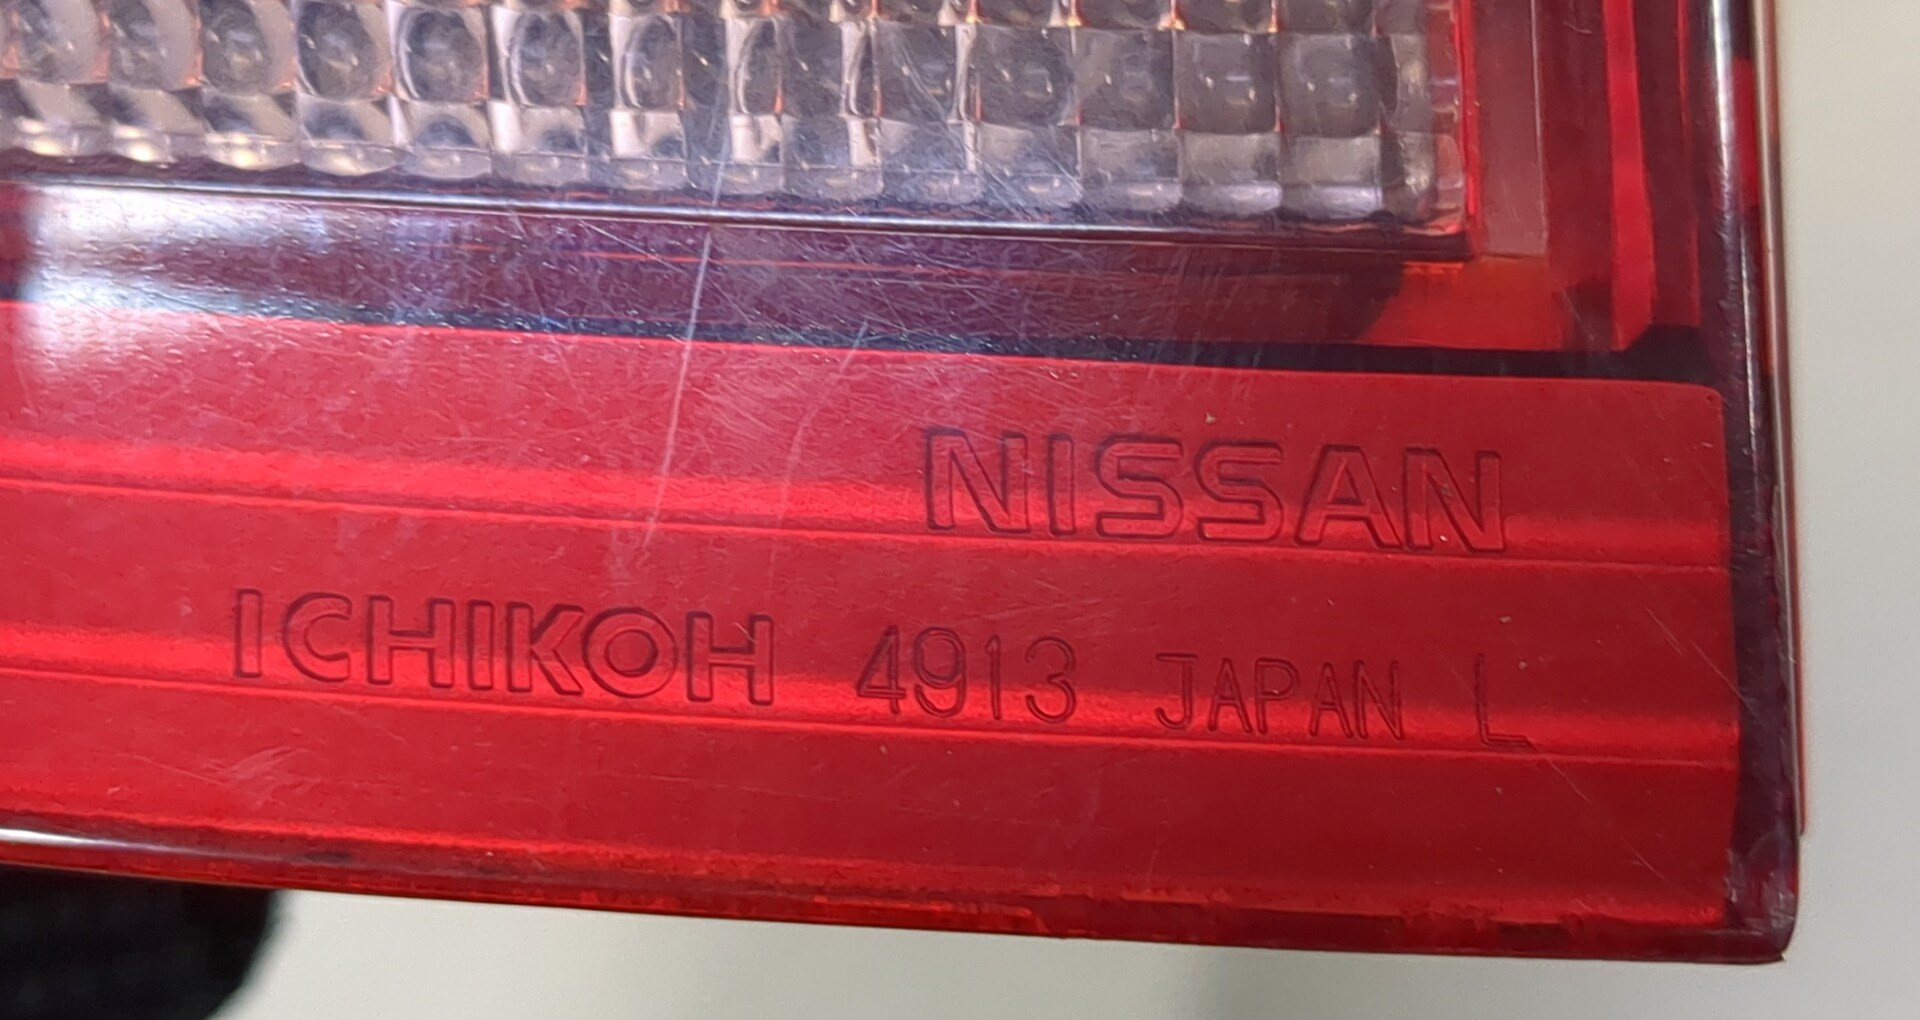 NISSAN
ICHIKOH 4913 JAPAN L